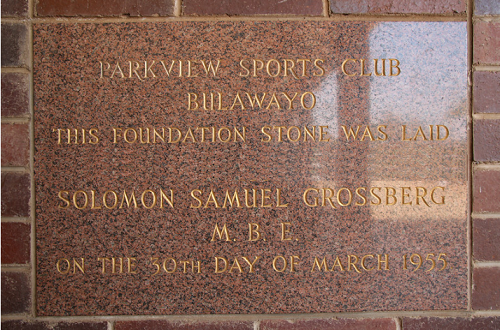 PARKVIEW SPORTS CLUB
BULAWAYO
THIS FOUNDATION STONE WAS LAID
SOLOMON SAMUEL GROSSBERG
M. B. E.
ON THE 30TH DAY OF MARCH 1955